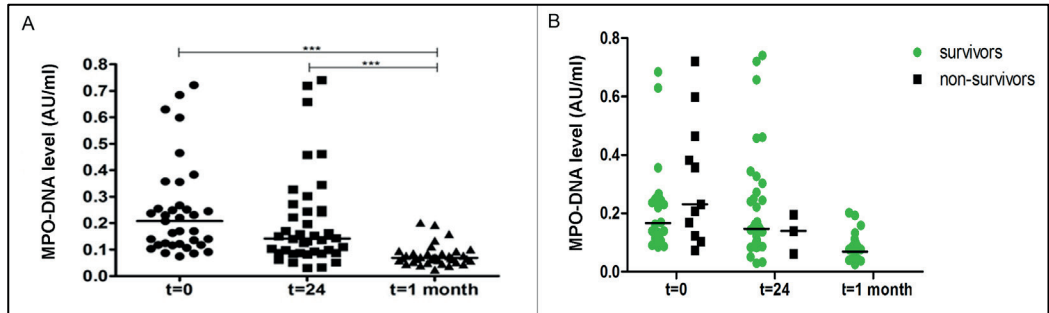 A
MPO-DNA level (AU/ml)
***
***
0.8
0.7
0.6
0.5
0.4
0.3
0.2
0.1
0.0
t=0 t=24 t=1 month
B
MPO-DNA level (AU/ml)
0.8
0.6
0.4
0.2
0.0
t=0 t=24 t=1 month
survivors
non-survivors